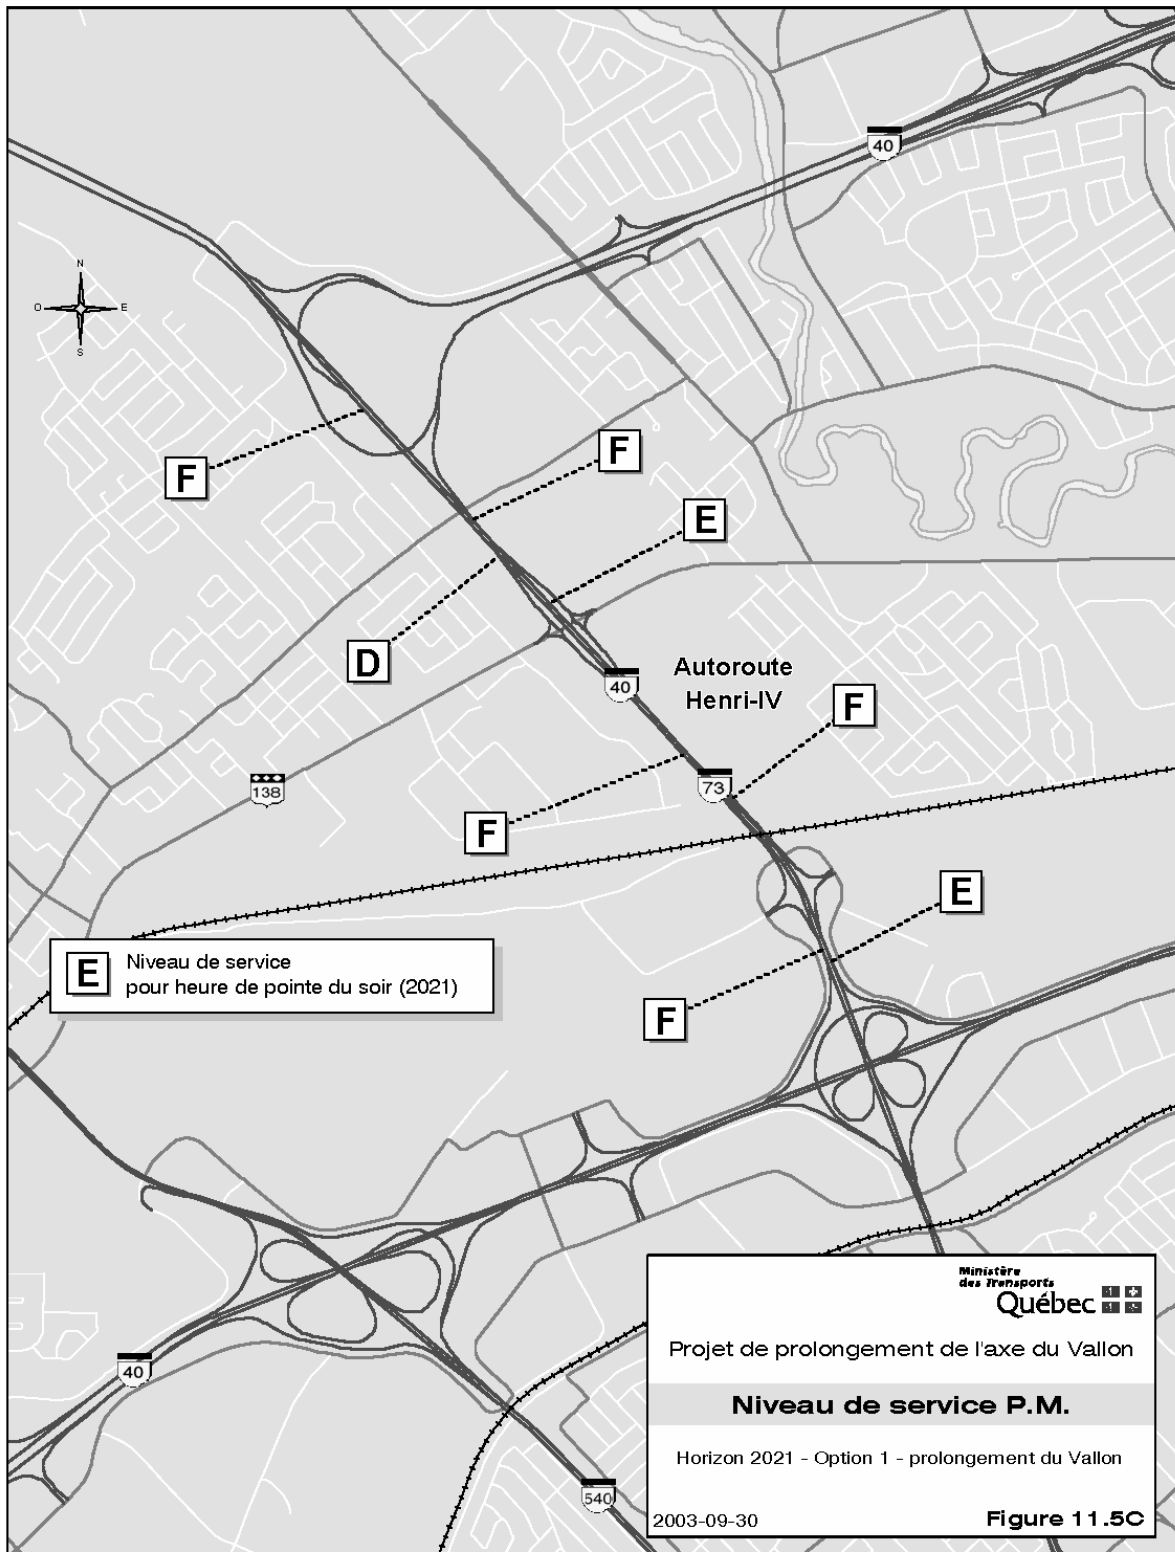 40
N
O E
S
F
F
E
D
40
Autoroute
Henri-IV
F
73
138
F
E
E Niveau de service
pour heure de pointe du soir (2021)
F
40
540
Ministère
des Transports
Québec
Projet de prolongement de l'axe du Vallon
Niveau de service P.M.
Horizon 2021 - Option 1 - prolongement du Vallon
2003-09-30 Figure 11.5C